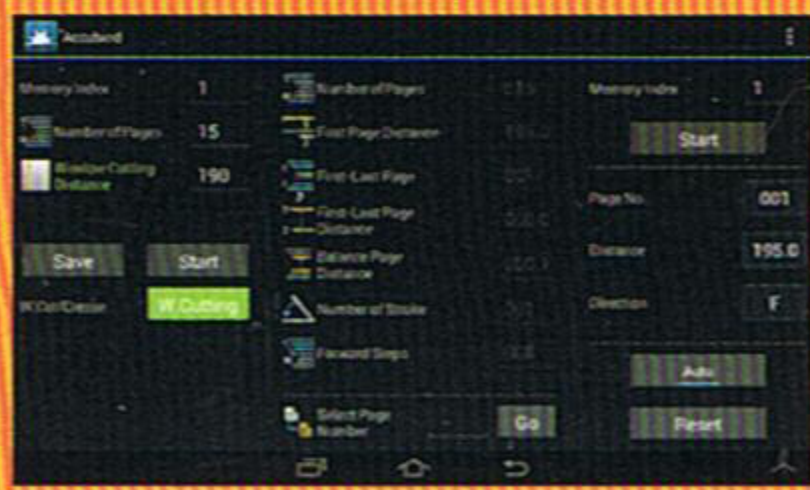 Memory Index 1
Number of Pages 15
Window Cutting
Distance 190
Save Start
W.Cutting
Number of Pages
First Page Distance
First-Last Page
First-Last Page
Distance
Balance Page
Distance
Number of Stroke
Forward Steps
Select Page
Number Go
Memory Index 1
Start
Page No. 001
Distance 195.0
Direction F
Auto
Reset